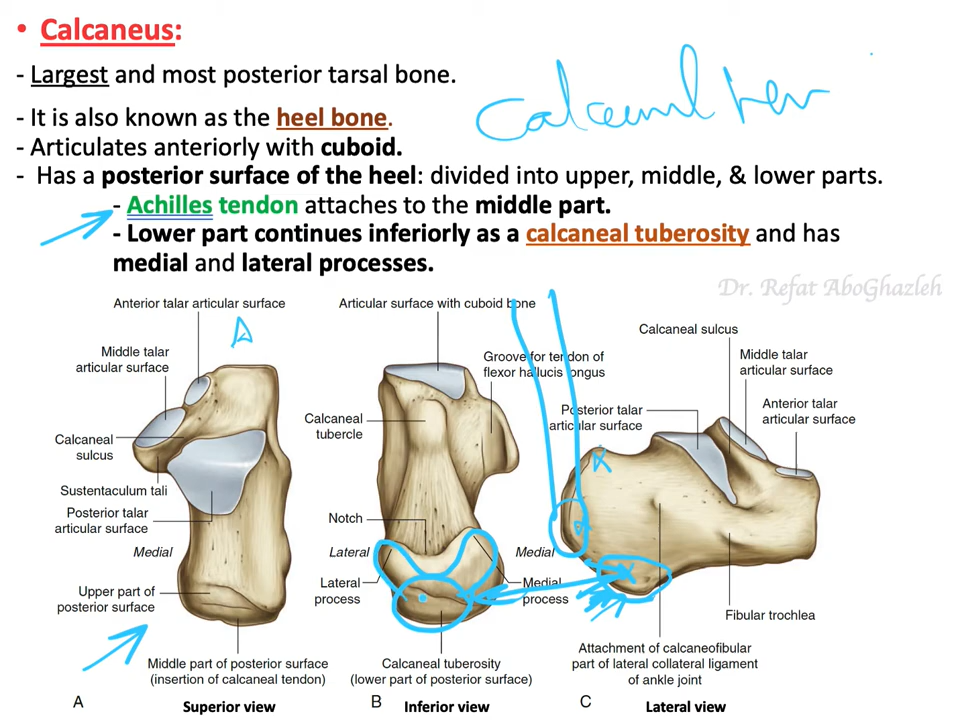 • Calcaneus:
- Largest and most posterior tarsal bone.
- It is also known as the heel bone.
- Articulates anteriorly with cuboid.
- Has a posterior surface of the heel: divided into upper, middle, & lower parts.
- Achilles tendon attaches to the middle part.
- Lower part continues inferiorly as a calcaneal tuberosity and has
medial and lateral processes.
Dr. Refat AboGhazleh
Anterior talar articular surface
Middle talar
articular surface
Calcaneal
sulcus
Sustentaculum tali
Posterior talar
articular surface
Medial
Upper part of
posterior surface
Middle part of posterior surface
(insertion of calcaneal tendon)
A
Superior view
Articular surface with cuboid bone
Groove for tendon of
flexor hallucis longus
Calcaneal
tubercle
Notch
Lateral
Lateral
process
Medial
Medial
process
Calcaneal tuberosity
(lower part of posterior surface)
B
Inferior view
Calcaneal sulcus
Middle talar
articular surface
Anterior talar
articular surface
Posterior talar
articular surface
Fibular trochlea
Attachment of calcaneofibular
part of lateral collateral ligament
of ankle joint
C
Lateral view